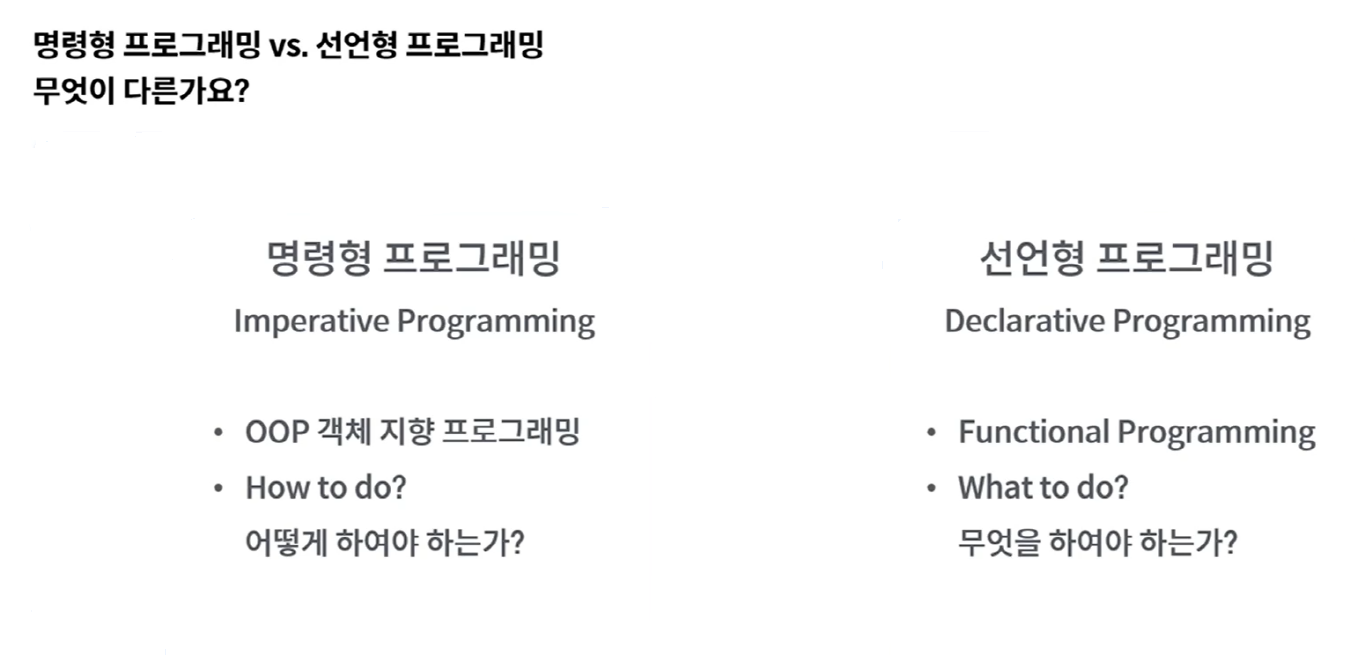 명령형 프로그래밍 vs. 선언형 프로그래밍
무엇이 다른가요?
명령형 프로그래밍
Imperative Programming
• OOP 객체 지향 프로그래밍
• How to do?
어떻게 하여야 하는가?
선언형 프로그래밍
Declarative Programming
• Functional Programming
• What to do?
무엇을 하여야 하는가?